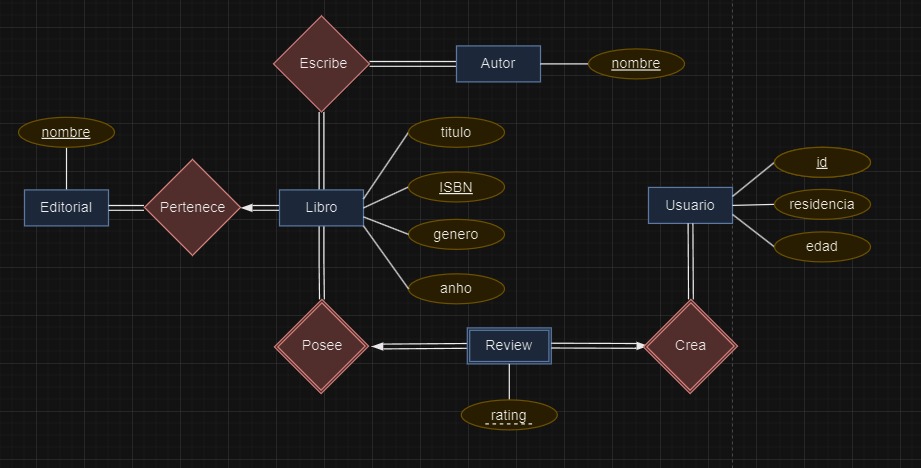 Escribe
Autor
nombre
nombre
titulo
Editorial
Pertenece
Libro
ISBN
genero
anho
Usuario
id
residencia
edad
Posee
Review
Crea
rating